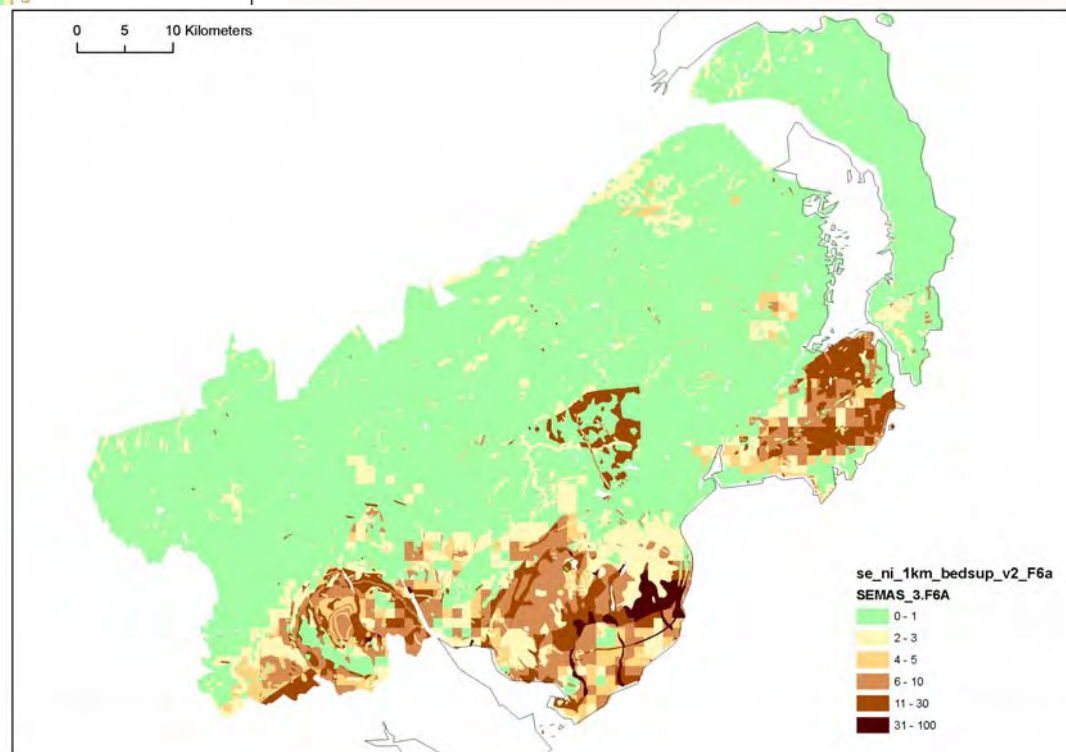 0 5 10 Kilometers
se_ni_1km_bedsup_v2_F6a
SEMAS_3.F6A
0 - 1
2 - 3
4 - 5
6 - 10
11 - 30
31 - 100